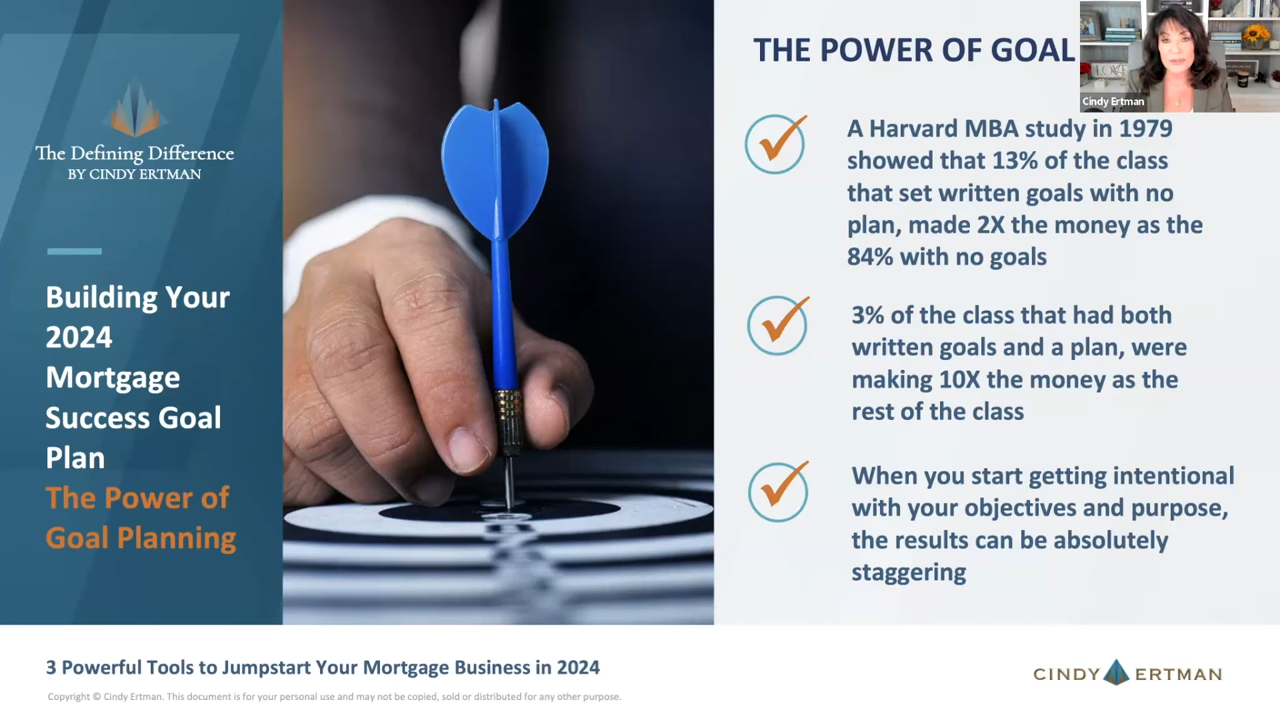 The Defining Difference
BY CINDY ERTMAN
Building Your
2024
Mortgage
Success Goal
Plan
The Power of
Goal Planning
THE POWER OF GOAL
Cindy Ertman
LOVE
A Harvard MBA study in 1979
showed that 13% of the class
that set written goals with no
plan, made 2X the money as the
84% with no goals
3% of the class that had both
written goals and a plan, were
making 10X the money as the
rest of the class
When you start getting intentional
with your objectives and purpose,
the results can be absolutely
staggering
3 Powerful Tools to Jumpstart Your Mortgage Business in 2024
Copyright © Cindy Ertman. This document is for your personal use and may not be copied, sold or distributed for any other purpose.
CINDY ERTMAN